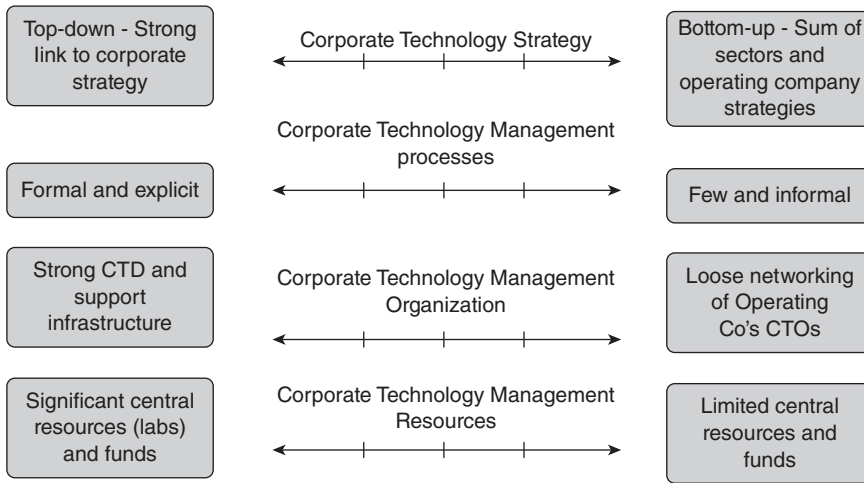 Top-down - Strong
link to corporate
strategy
Corporate Technology Strategy
Bottom-up - Sum of
sectors and
operating company
strategies
Corporate Technology Management
processes
Formal and explicit
Few and informal
Strong CTD and
support
infrastructure
Corporate Technology Management
Organization
Loose networking
of Operating
Co's CTOs
Significant central
resources (labs)
and funds
Corporate Technology Management
Resources
Limited central
resources and
funds